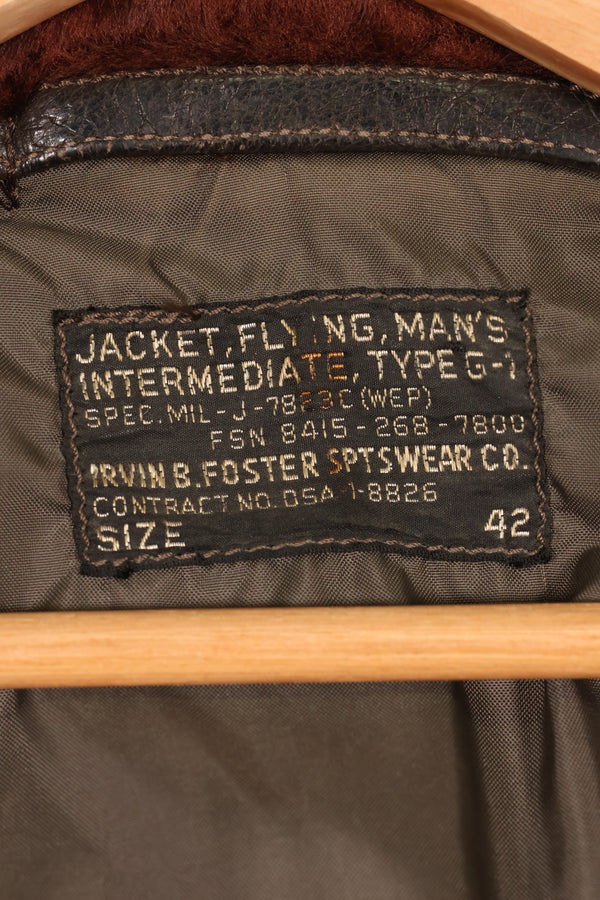 JACKET, FLYING, MAN'S
INTERMEDIATE, TYPE G-1
SPEC. MIL-J-7823C (WEP)
FSN 8415-268-7800
IRVIN B. FOSTER SPTSWEAR CO.
CONTRACT NO. DSA-1-8826
SIZE 42